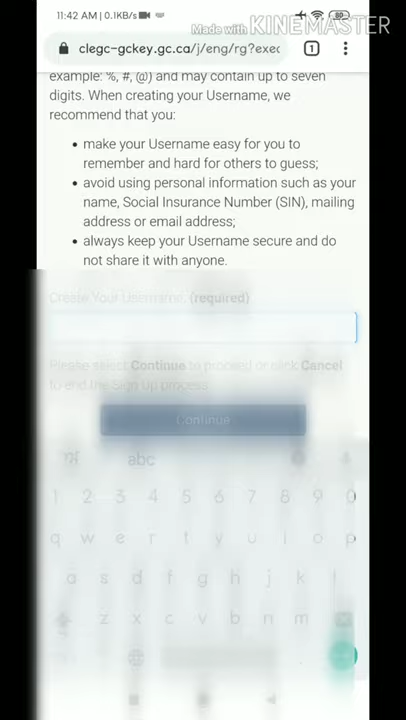 11:42 AM | 0.1KB/s
80
Made with KINEMASTER
clegc-gckey.gc.ca/j/eng/rg?exec
1
example: %, #, @) and may contain up to seven
digits. When creating your Username, we
recommend that you:
• make your Username easy for you to
remember and hard for others to guess;
• avoid using personal information such as your
name, Social Insurance Number (SIN), mailing
address or email address;
• always keep your Username secure and do
not share it with anyone.
Create Your Username: (required)
Please select Continue to proceed or click Cancel
to end the Sign Up process.
Continue
abc
1 2 3 4 5 6 7 8 9 0
q w e r t y u i o p
a s d f g h j k l
z x c v b n m